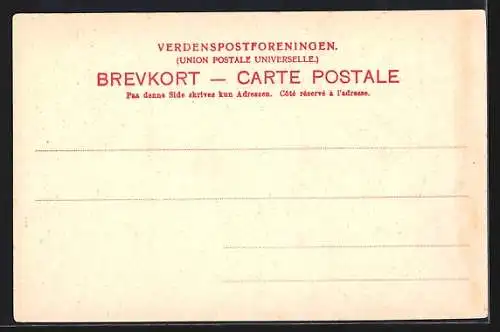 VERDENSPOSTFORENINGEN.
(UNION POSTALE UNIVERSELLE.)
BREVKORT — CARTE POSTALE
Paa denne Side skrives kun Adressen. Côté réservé à l'adresse.